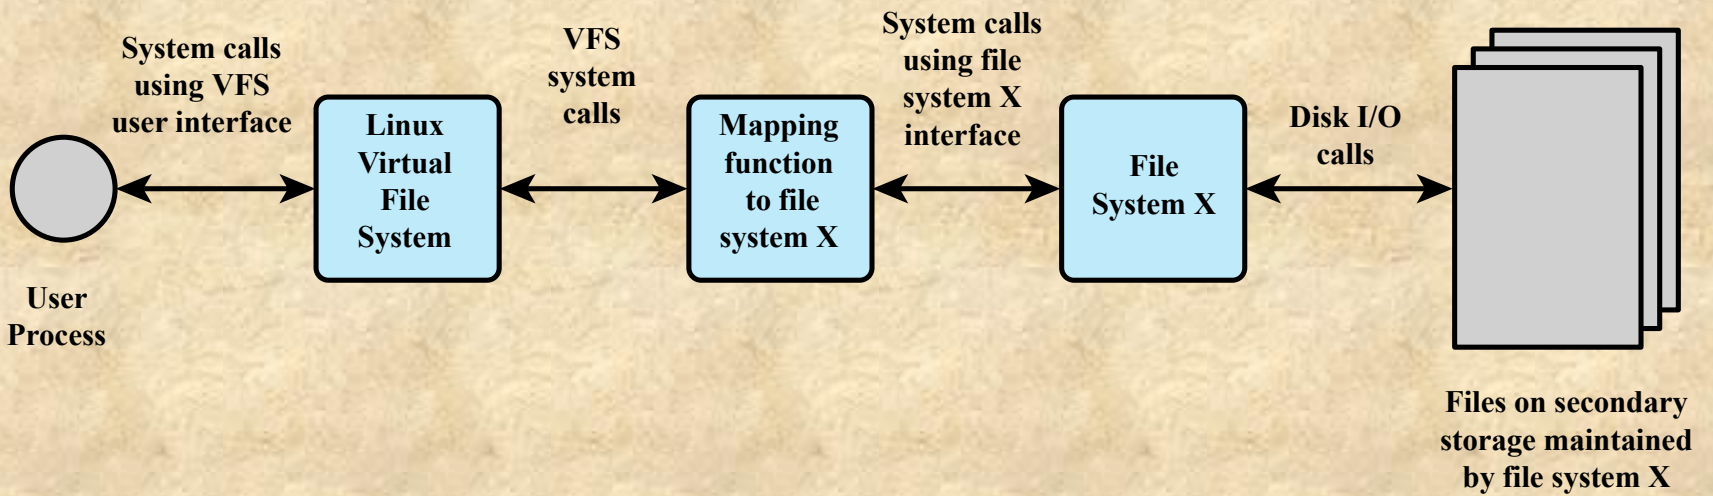 System calls
using VFS
user interface
VFS
system
calls
System calls
using file
system X
interface
Disk I/O
calls
User
Process
Linux
Virtual
File
System
Mapping
function
to file
system X
File
System X
Files on secondary
storage maintained
by file system X